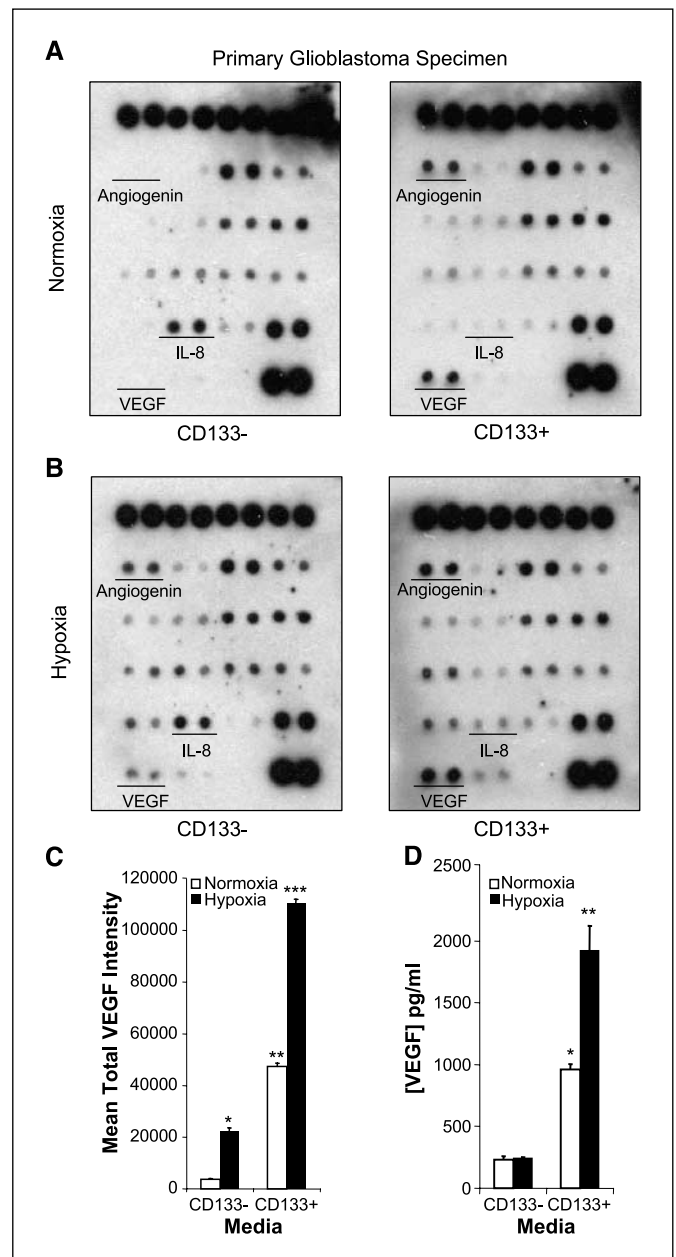 A
Primary Glioblastoma Specimen
Normoxia
Angiogenin
IL-8
VEGF
CD133-
Angiogenin
IL-8
VEGF
CD133+
B
Hypoxia
Angiogenin
IL-8
VEGF
CD133-
Angiogenin
IL-8
VEGF
CD133+
C
Mean Total VEGF Intensity
120000
100000
80000
60000
40000
20000
0
Normoxia
Hypoxia
*
**
***
CD133- CD133+
Media
D
[VEGF] pg/ml
2500
2000
1500
1000
500
0
Normoxia
Hypoxia
*
**
CD133- CD133+
Media